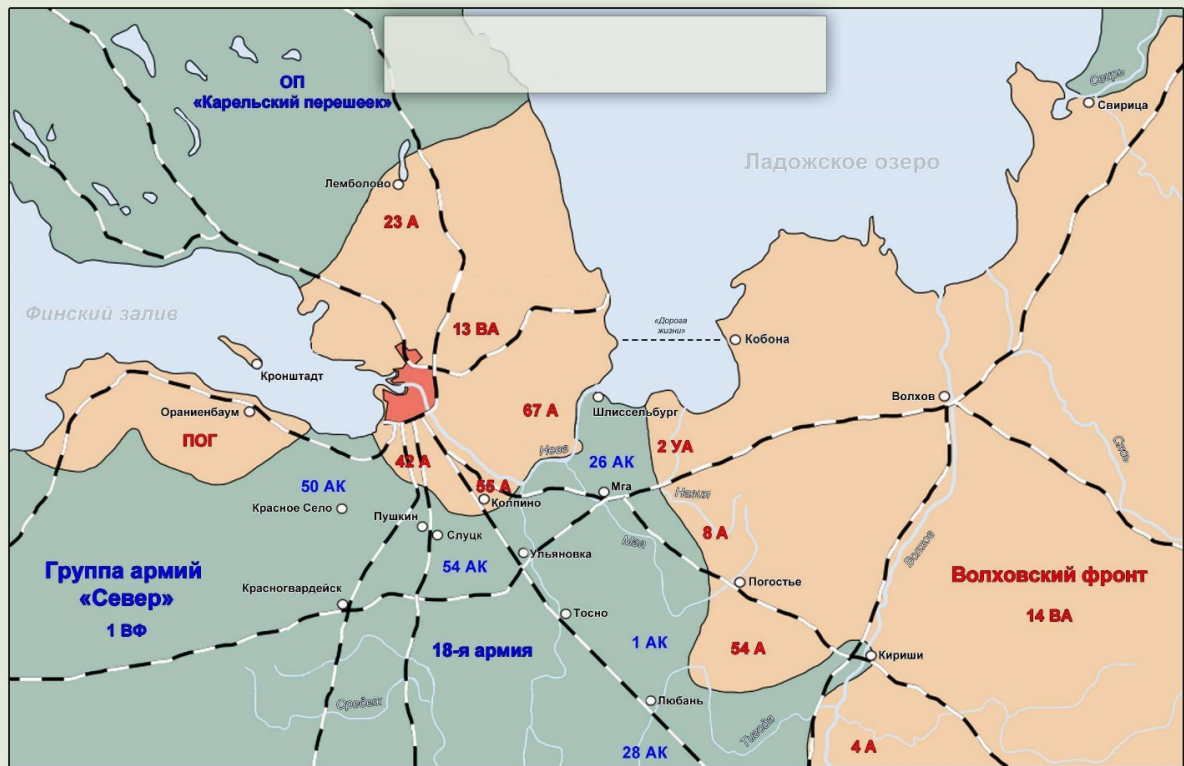 ОП
«Карельский перешеек»
Свирь
Свирица
Ладожское озеро
Лемболово
23 А
Финский залив
13 ВА
«Дорога
жизни»
Кобона
Кронштадт
Волхов
Шлиссельбург
Ораниенбаум
67 А
ПОГ
2 УА
42 А
Нева
26 АК
Сясь
55 А
50 АК
Мга
Назия
Колпино
Красное Село
Пушкин
Слуцк
8 А
Мга
Волхов
Ульяновка
54 АК
Группа армий
«Север»
1 ВФ
Волховский фронт
14 ВА
Погостье
Красногвардейск
Тосно
18-я армия
1 АК
54 А
Кириши
Оредеж
Любань
Тигода
28 АК
4 А